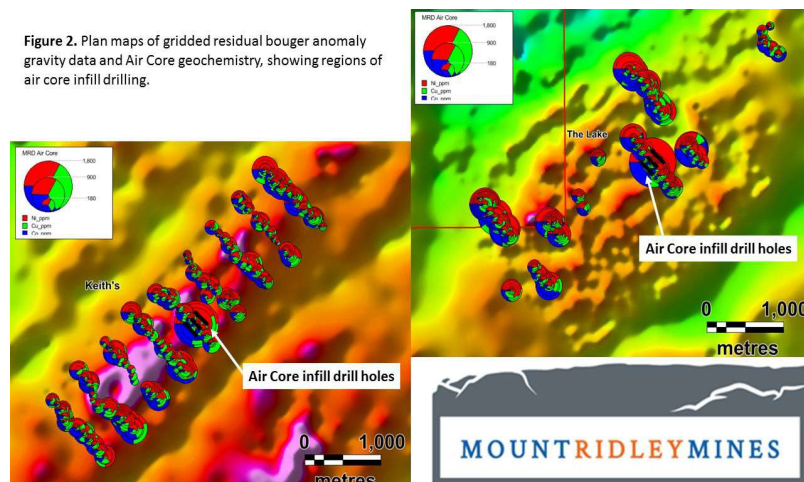 Figure 2. Plan maps of gridded residual bouger anomaly
gravity data and Air Core geochemistry, showing regions of
air core infill drilling.
MRD Air Core
1,800
900
180
Ni_ppm
Cu_ppm
Co_ppm
Keith's
Air Core infill drill holes
0 1,000
metres
MRD Air Core
1,800
900
180
Ni_ppm
Cu_ppm
Co_ppm
The Lake
Air Core infill drill holes
0 1,000
metres
MOUNTRIDLEYMINES